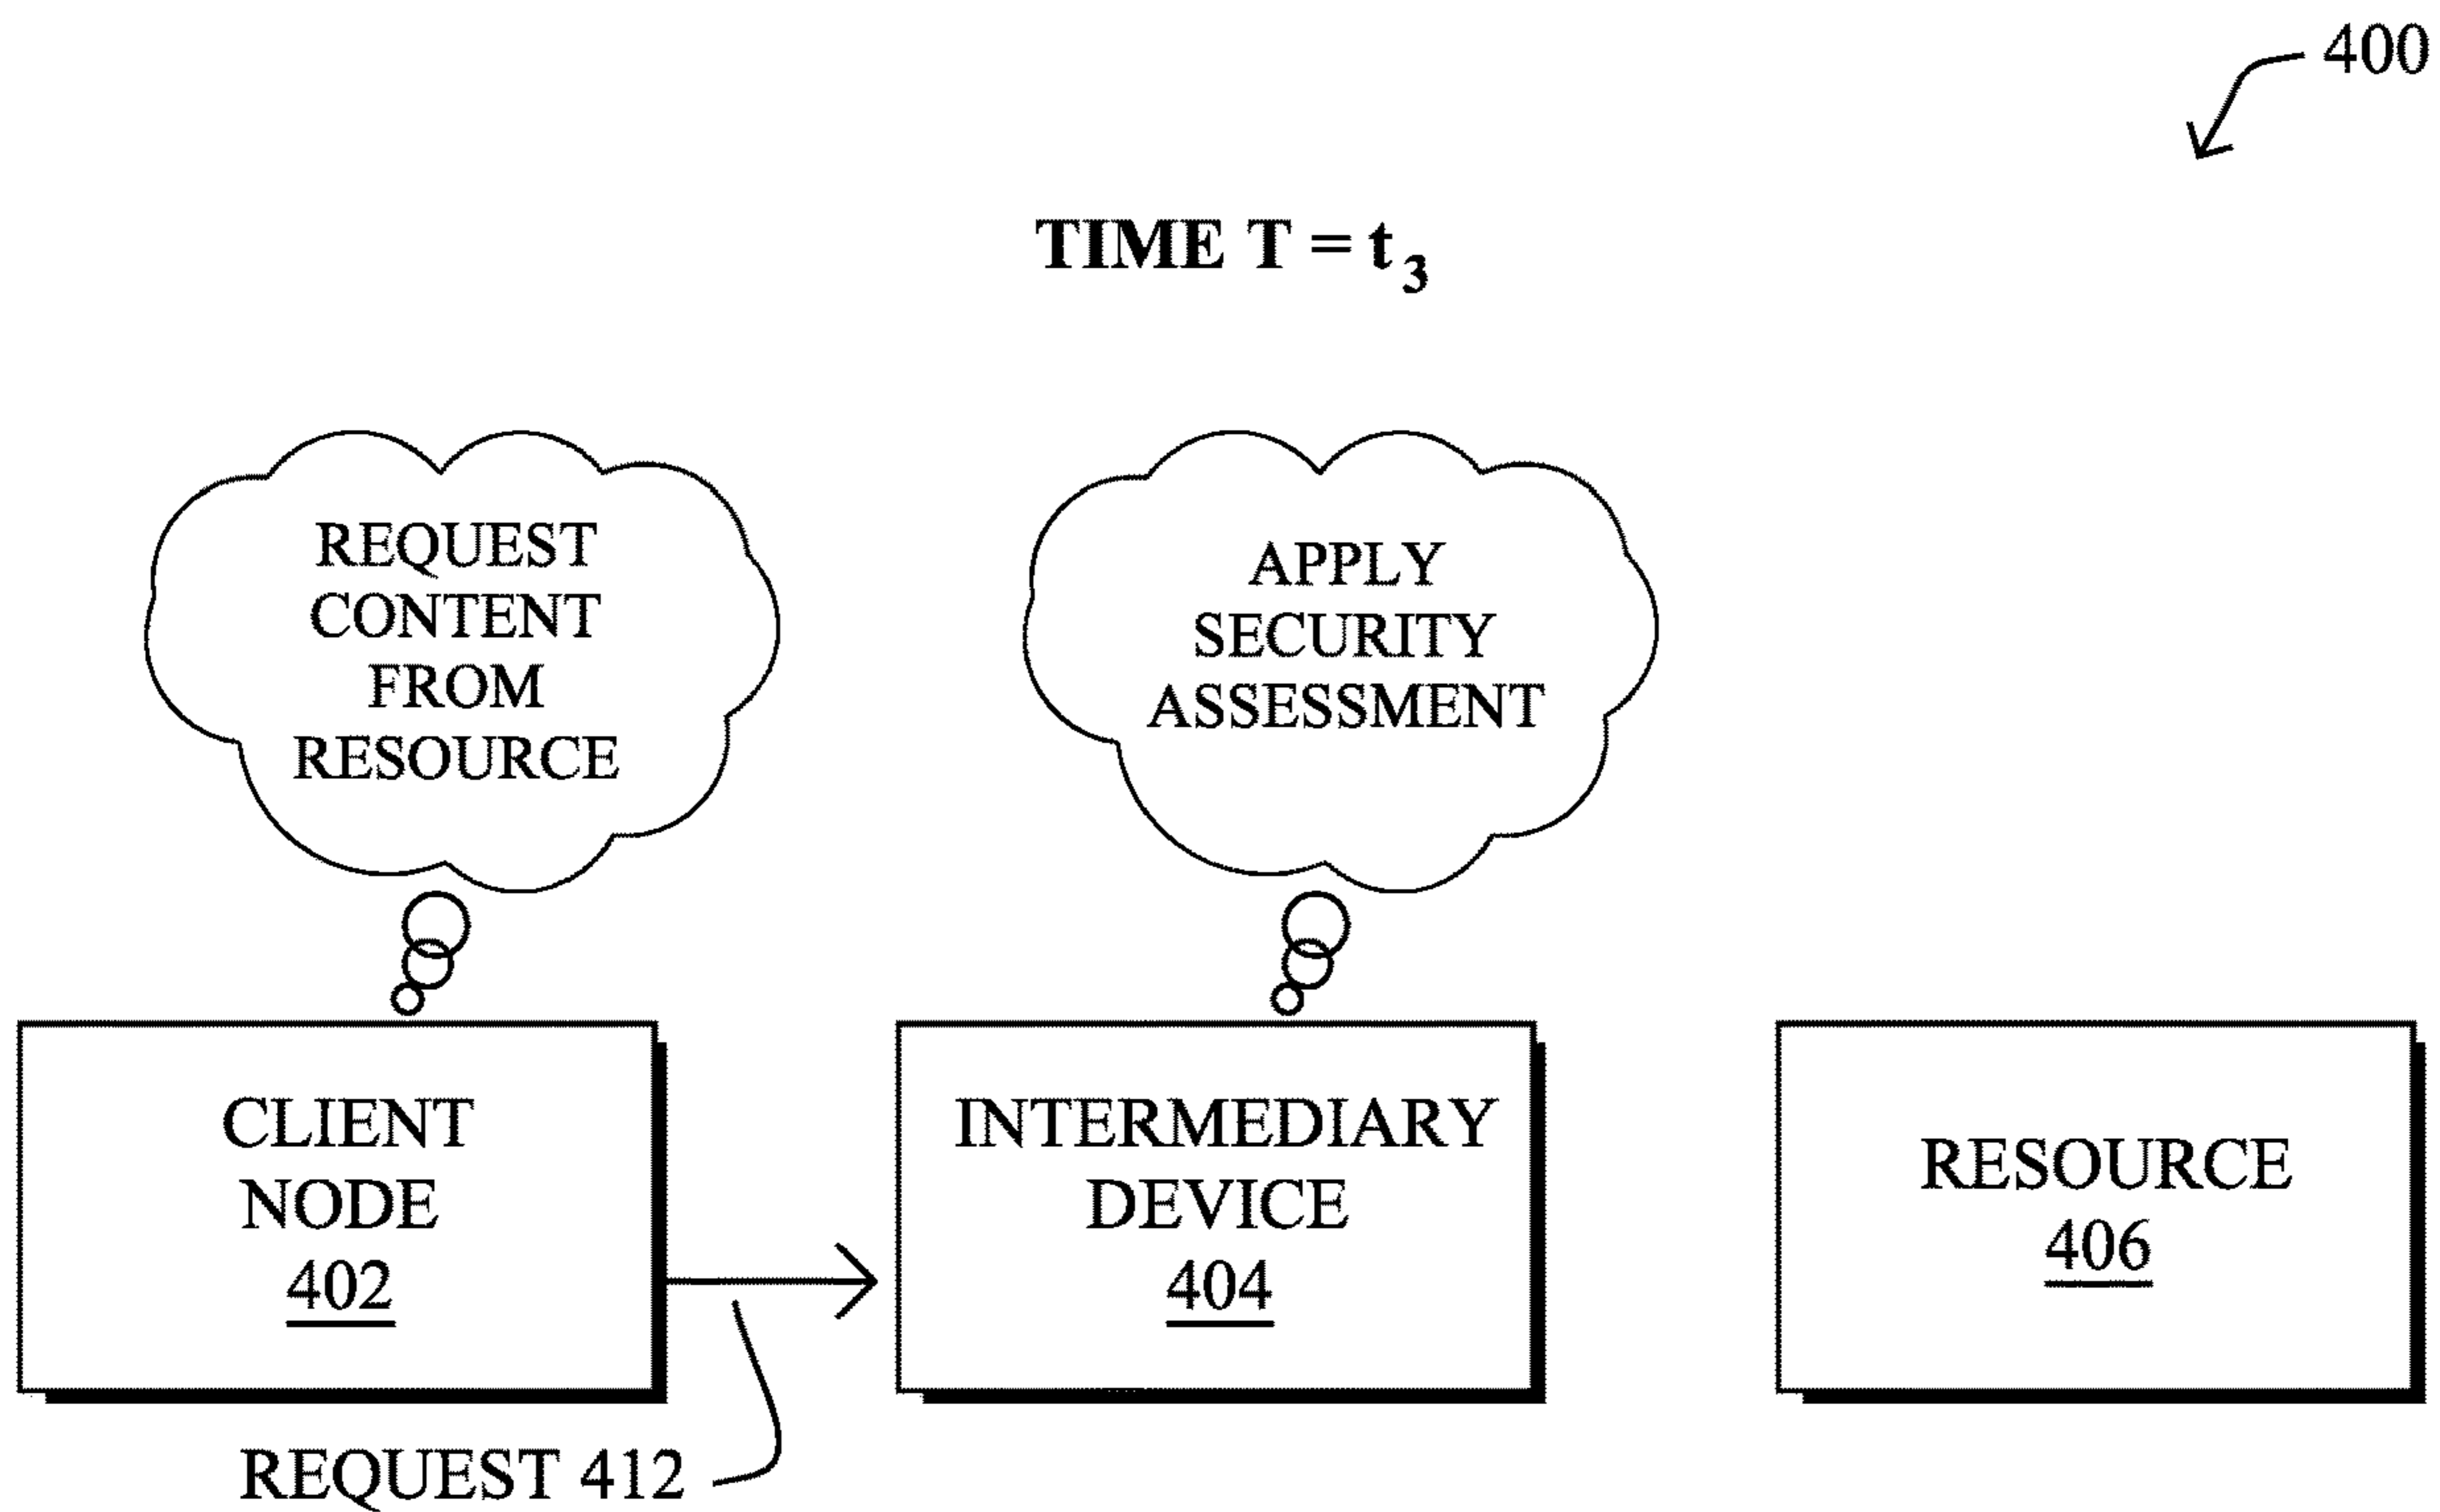 400
TIME T = t3
REQUEST
CONTENT
FROM
RESOURCE
APPLY
SECURITY
ASSESSMENT
CLIENT
NODE
402
INTERMEDIARY
DEVICE
404
RESOURCE
406
REQUEST 412